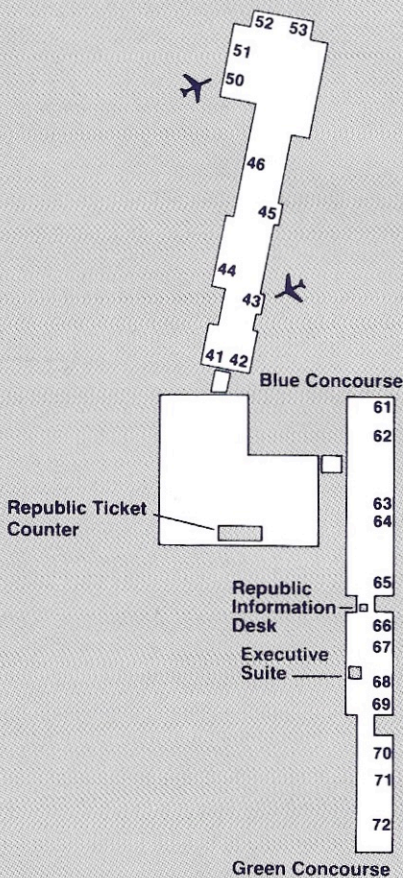 52 53
51
50
46
45
44
43
41 42
Blue Concourse
61
62
63
64
Republic Ticket
Counter
65
Republic
Information
Desk
66
67
Executive
Suite
68
69
70
71
72
Green Concourse